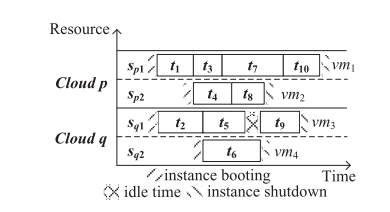 Resource
Cloud p
s_p1 t_1 t_3 t_7 t_10 vm_1
s_p2 t_4 t_8 vm_2
Cloud q
s_q1 t_2 t_5 t_9 vm_3
s_q2 t_6 vm_4
Time
instance booting
idle time instance shutdown